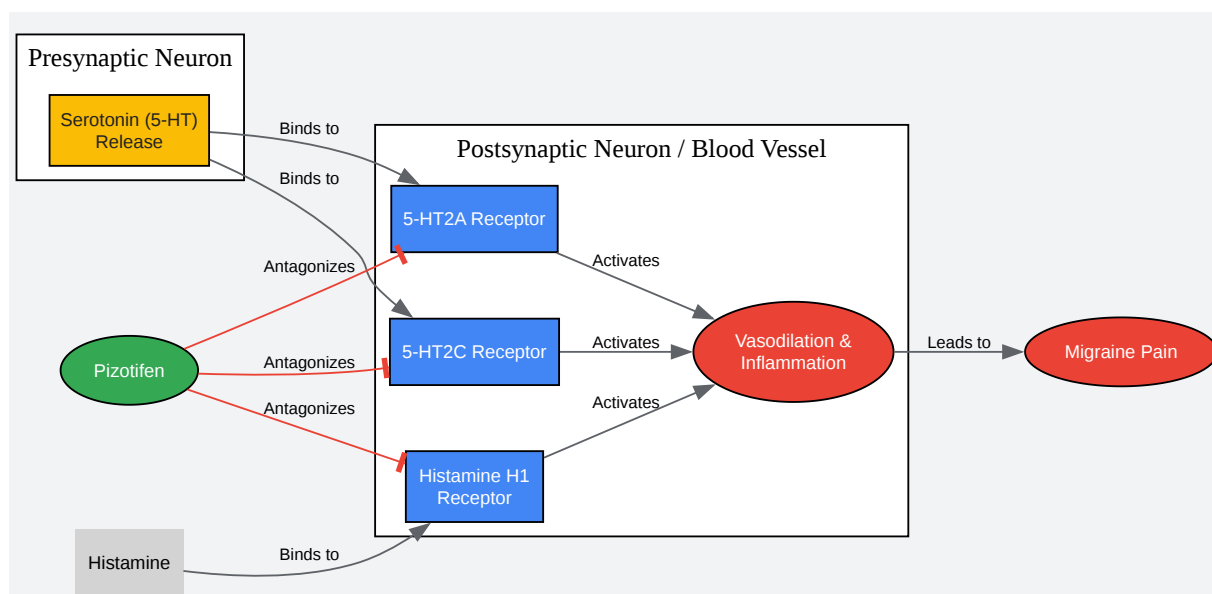 Presynaptic Neuron
Serotonin (5-HT)
Release
Binds to
Binds to
Postsynaptic Neuron / Blood Vessel
5-HT2A Receptor
Antagonizes
Activates
Pizotifen
Antagonizes
5-HT2C Receptor
Activates
Vasodilation &
Inflammation
Leads to
Migraine Pain
Antagonizes
Activates
Histamine H1
Receptor
Histamine
Binds to